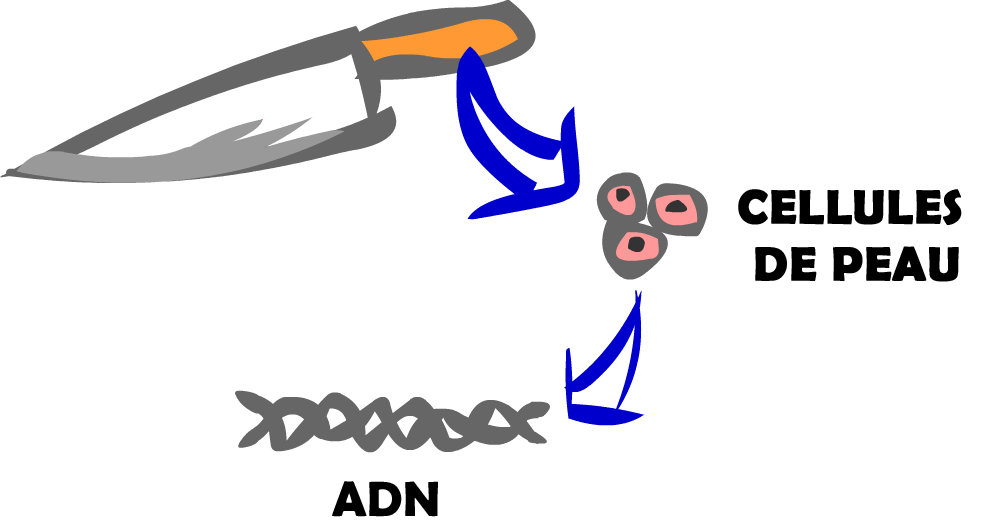 CELLULES
DE PEAU
ADN